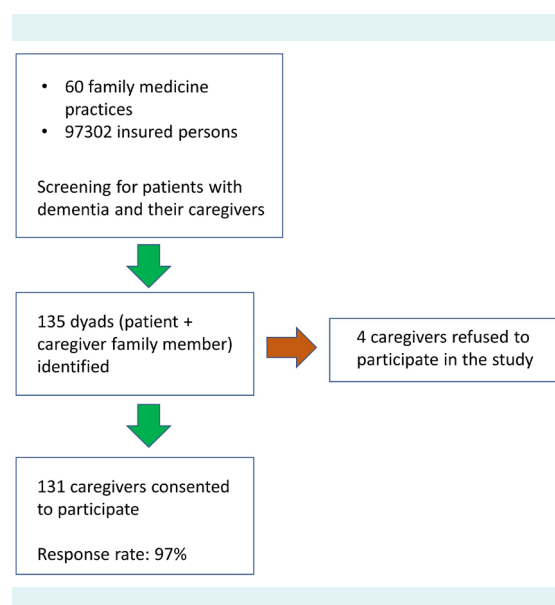 • 60 family medicine
practices
• 97302 insured persons
Screening for patients with
dementia and their caregivers
135 dyads (patient +
caregiver family member)
identified
4 caregivers refused to
participate in the study
131 caregivers consented
to participate
Response rate: 97%